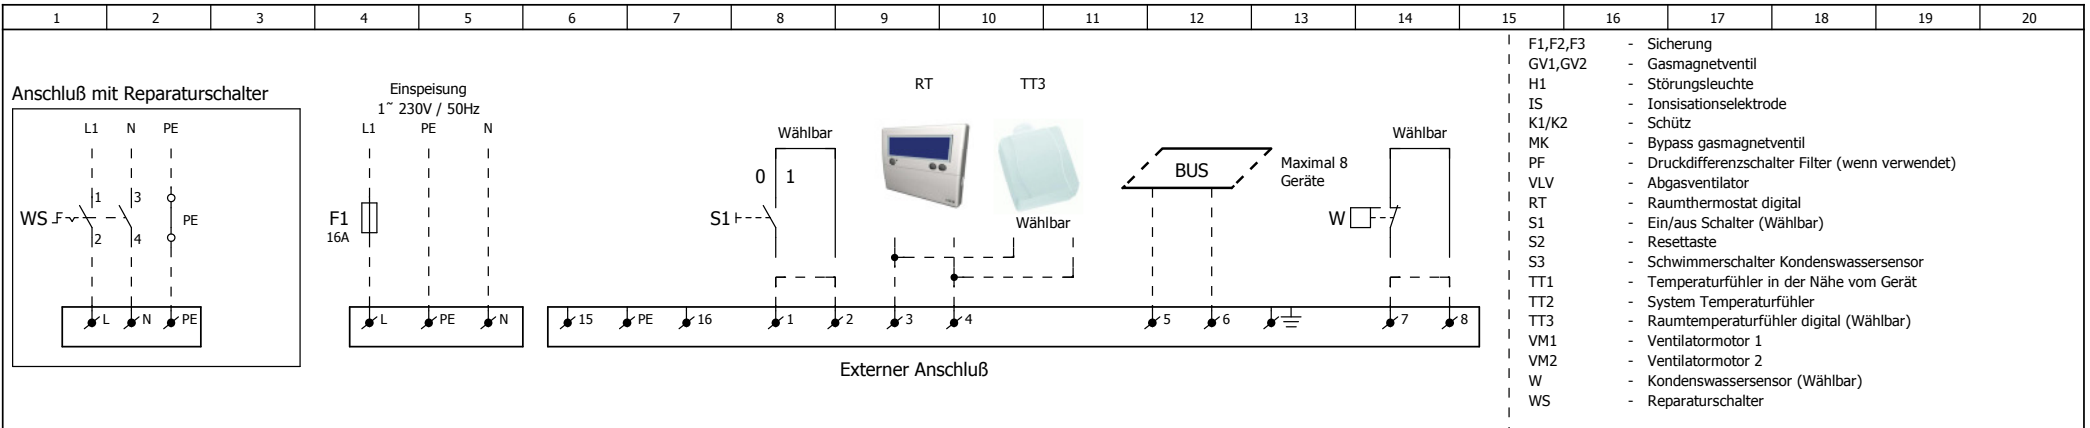 1 2 3 4 5 6 7 8 9 10 11 12 13 14 15 16 17 18 19 20
Anschluß mit Reparaturschalter
L1 N PE
1 3
WS PE
2 4
L N PE
Einspeisung
1~ 230V / 50Hz
L1 PE N
F1
16A
L PE N
Wählbar
0 1
S1
RT TT3
Wählbar
BUS
Maximal 8
Geräte
Wählbar
W
15 PE 16 1 2 3 4 5 6 7 8
Externer Anschluß
F1,F2,F3 - Sicherung
GV1,GV2 - Gasmagnetventil
H1 - Störungsleuchte
IS - Ionsisationselektrode
K1/K2 - Schütz
MK - Bypass gasmagnetventil
PF - Druckdifferenzschalter Filter (wenn verwendet)
VLV - Abgasventilator
RT - Raumthermostat digital
S1 - Ein/aus Schalter (Wählbar)
S2 - Resettaste
S3 - Schwimmerschalter Kondenswassersensor
TT1 - Temperaturfühler in der Nähe vom Gerät
TT2 - System Temperaturfühler
TT3 - Raumtemperaturfühler digital (Wählbar)
VM1 - Ventilatormotor 1
VM2 - Ventilatormotor 2
W - Kondenswassersensor (Wählbar)
WS - Reparaturschalter